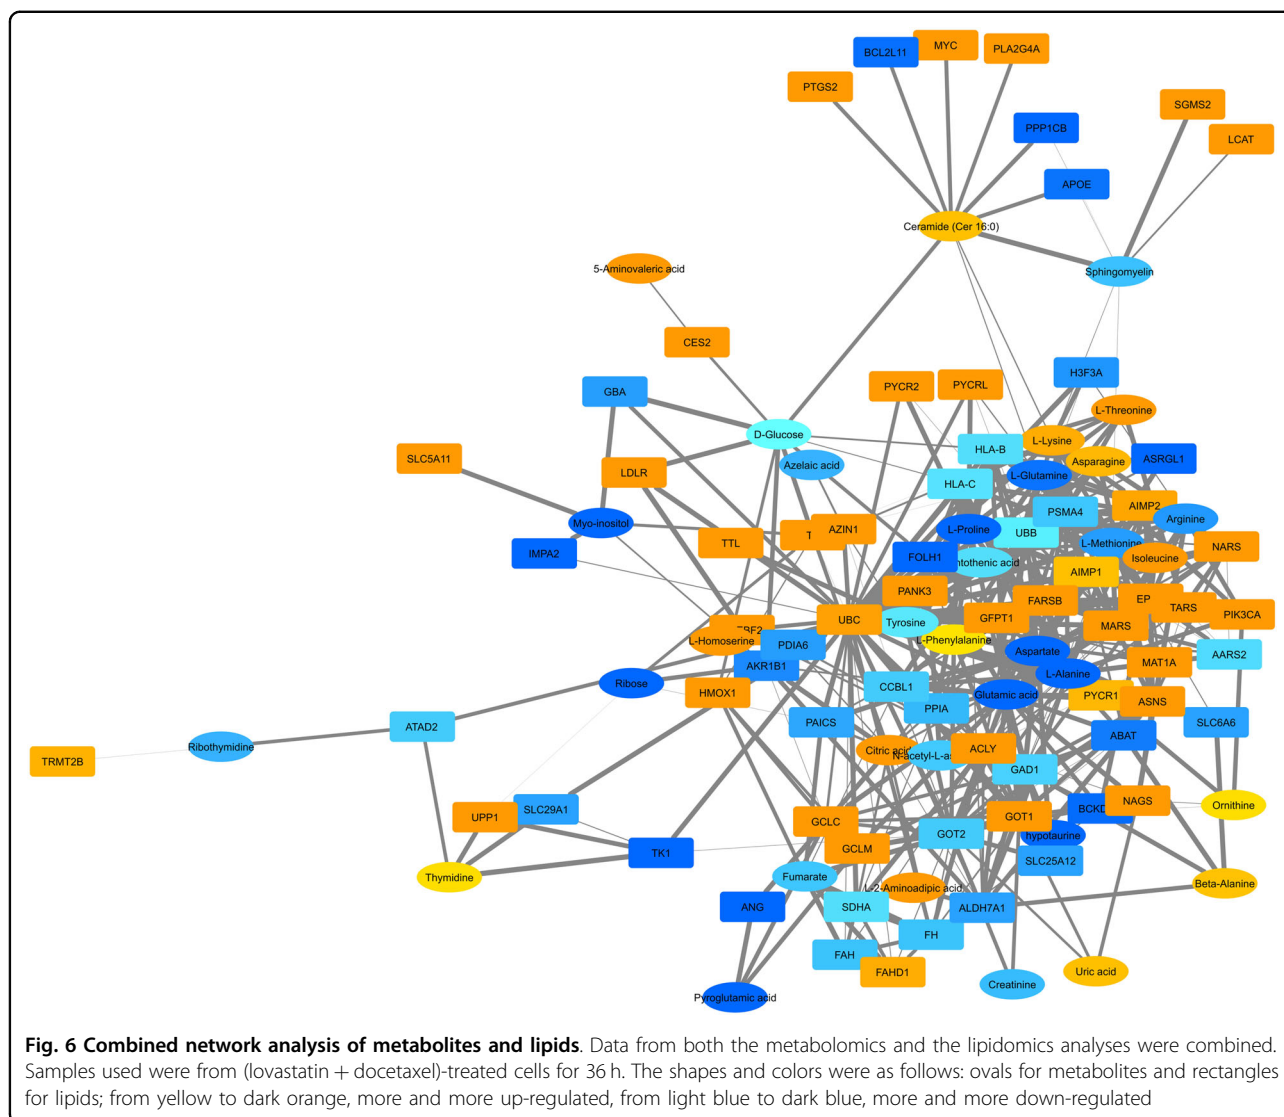 MYC
PLA2G4A
BCL2L11
PTGS2
SGMS2
PPP1CB
LCAT
APOE
Ceramide (Cer 16:0)
5-Aminovaleric acid
Sphingomyelin
CES2
H3F3A
PYCR2
PYCRL
GBA
L-Threonine
D-Glucose
L-Lysine
HLA-B
SLC5A11
Azelaic acid
Asparagine
ASRGL1
LDLR
L-Glutamine
HLA-C
AIMP2
PSMA4
Arginine
Myo-inositol
L-Proline
AZIN1
UBB
TTL
T
L-Methionine
NARS
IMPA2
FOLH1
Isoleucine
ntothenic acid
AIMP1
PANK3
FARSB
EP
TARS
PIK3CA
UBC
GFPT1
Tyrosine
MARS
EBF2
L-Homoserine
L-Phenylalanine
PDIA6
Aspartate
AARS2
MAT1A
AKR1B1
L-Alanine
Ribose
CCBL1
HMOX1
Glutamic acid
PYCR1
ASNS
PPIA
PAICS
SLC6A6
ATAD2
ABAT
Ribothymidine
Citric acid
ACLY
N-acetyl-L-as
TRMT2B
GAD1
NAGS
Ornithine
SLC29A1
BCKD
UPP1
GCLC
GOT1
GOT2
hypotaurine
GCLM
TK1
SLC25A12
Thymidine
Fumarate
Beta-Alanine
L-2-Aminoadipic acid
ANG
SDHA
ALDH7A1
FH
FAH
FAHD1
Uric acid
Creatinine
Pyroglutamic acid
Fig. 6 Combined network analysis of metabolites and lipids. Data from both the metabolomics and the lipidomics analyses were combined.
Samples used were from (lovastatin + docetaxel)-treated cells for 36 h. The shapes and colors were as follows: ovals for metabolites and rectangles
for lipids; from yellow to dark orange, more and more up-regulated, from light blue to dark blue, more and more down-regulated